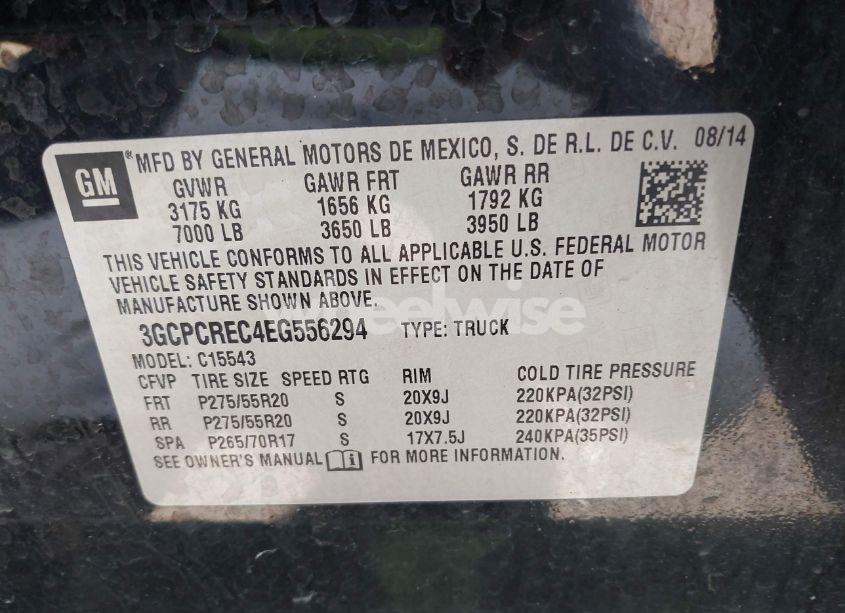 GM ® MFD BY GENERAL MOTORS DE MEXICO, S. DE R.L. DE C.V. 08/14
GVWR GAWR FRT GAWR RR
3175 KG 1656 KG 1792 KG
7000 LB 3650 LB 3950 LB
THIS VEHICLE CONFORMS TO ALL APPLICABLE U.S. FEDERAL MOTOR
VEHICLE SAFETY STANDARDS IN EFFECT ON THE DATE OF
MANUFACTURE SHOWN ABOVE.
wheelwise
3GCPCREC4EG556294 TYPE: TRUCK
MODEL: C15543
CFVP TIRE SIZE SPEED RTG RIM COLD TIRE PRESSURE
FRT P275/55R20 S 20X9J 220KPA(32PSI)
RR P275/55R20 S 20X9J 220KPA(32PSI)
SPA P265/70R17 S 17X7.5J 240KPA(35PSI)
SEE OWNER'S MANUAL i FOR MORE INFORMATION.